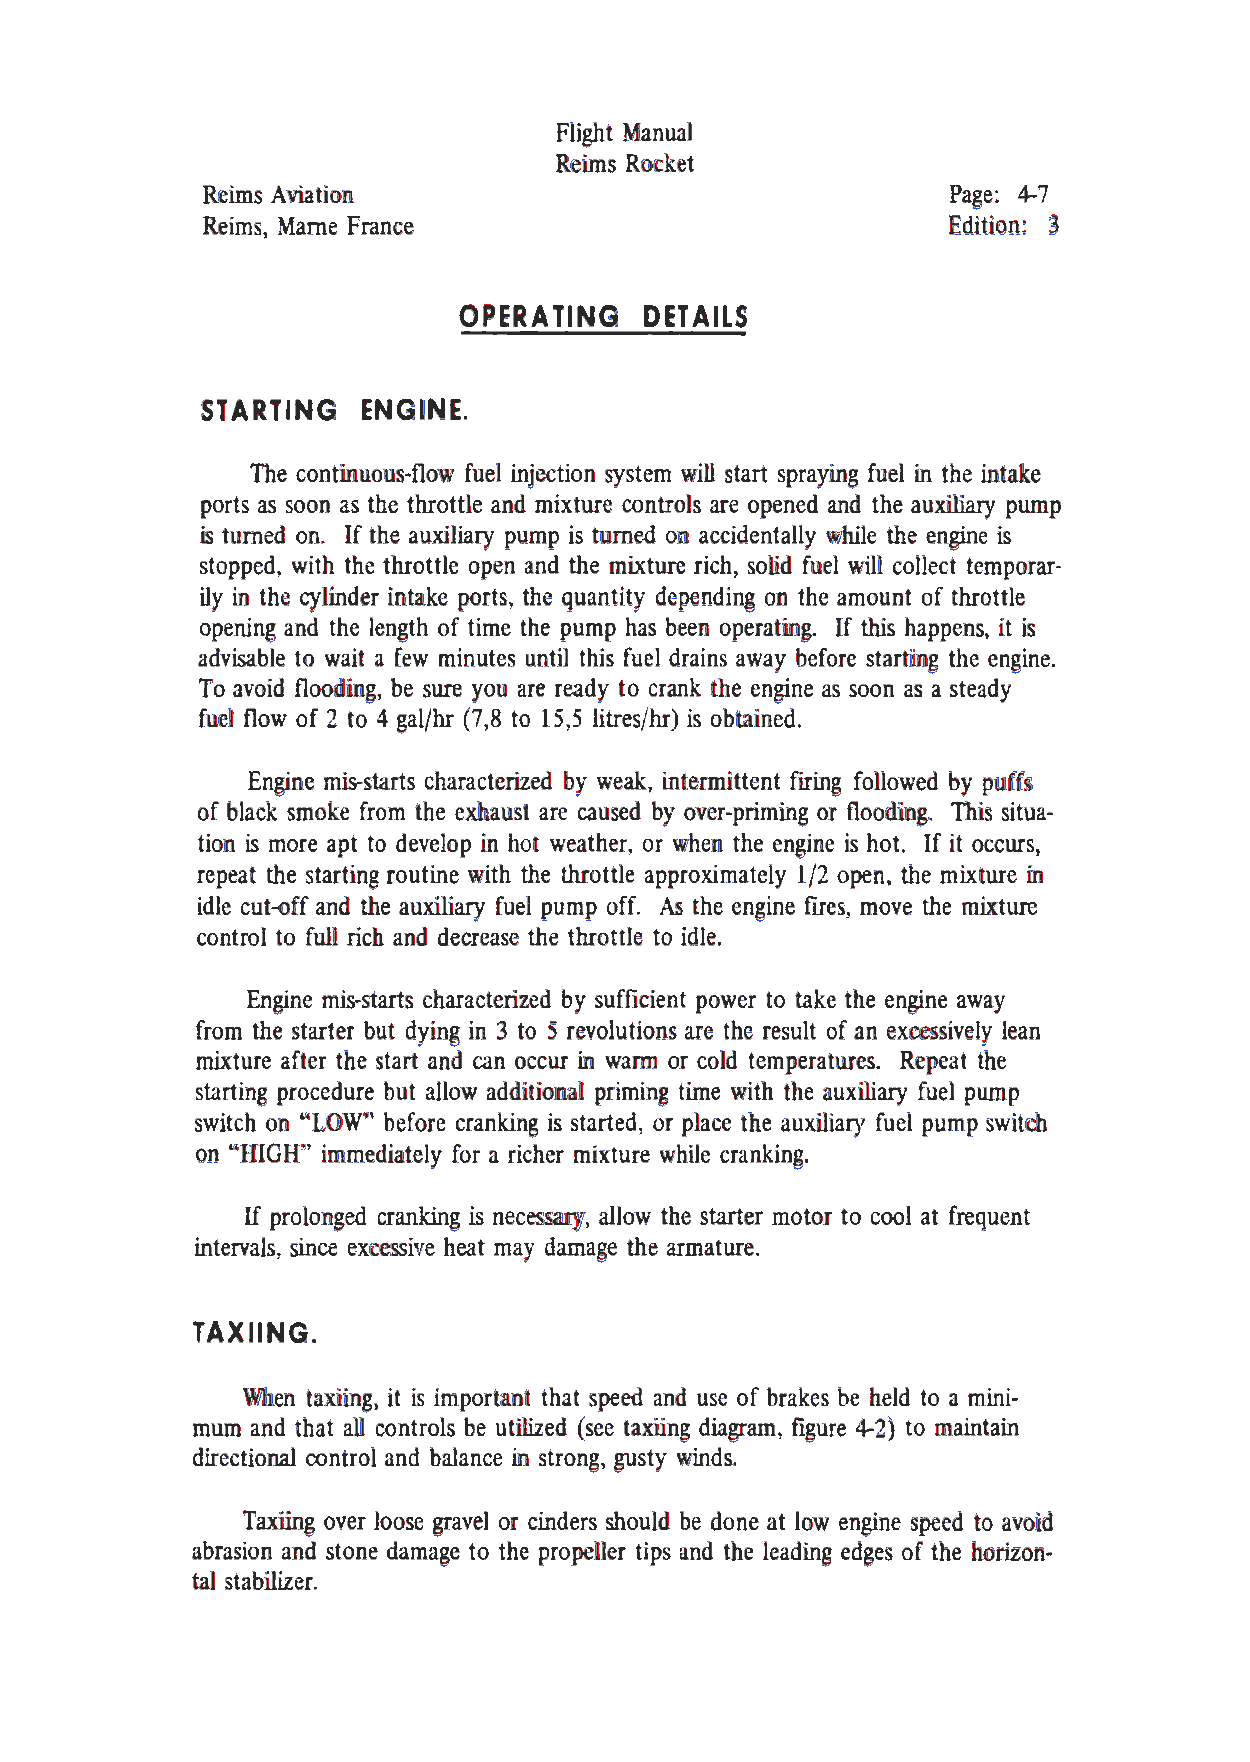 Flight Manual
Reims Rocket
Reims Aviation Page: 4-7
Reims, Marne France Edition: 3
OPERATING DETAILS
STARTING ENGINE.
The continuous-flow fuel injection system will start spraying fuel in the intake
ports as soon as the throttle and mixture controls are opened and the auxiliary pump
is turned on. If the auxiliary pump is turned on accidentally while the engine is
stopped, with the throttle open and the mixture rich, solid fuel will collect temporar-
ily in the cylinder intake ports, the quantity depending on the amount of throttle
opening and the length of time the pump has been operating. If this happens, it is
advisable to wait a few minutes until this fuel drains away before starting the engine.
To avoid flooding, be sure you are ready to crank the engine as soon as a steady
fuel flow of 2 to 4 gal/hr (7,8 to 15,5 litres/hr) is obtained.
Engine mis-starts characterized by weak, intermittent firing followed by puffs
of black smoke from the exhaust are caused by over-priming or flooding. This situa-
tion is more apt to develop in hot weather, or when the engine is hot. If it occurs,
repeat the starting routine with the throttle approximately 1/2 open, the mixture in
idle cut-off and the auxiliary fuel pump off. As the engine fires, move the mixture
control to full rich and decrease the throttle to idle.
Engine mis-starts characterized by sufficient power to take the engine away
from the starter but dying in 3 to 5 revolutions are the result of an excessively lean
mixture after the start and can occur in warm or cold temperatures. Repeat the
starting procedure but allow additional priming time with the auxiliary fuel pump
switch on "LOW" before cranking is started, or place the auxiliary fuel pump switch
on "HIGH" immediately for a richer mixture while cranking.
If prolonged cranking is necessary, allow the starter motor to cool at frequent
intervals, since excessive heat may damage the armature.
TAXIING.
When taxiing, it is important that speed and use of brakes be held to a mini-
mum and that all controls be utilized (see taxiing diagram, figure 4-2) to maintain
directional control and balance in strong, gusty winds.
Taxiing over loose gravel or cinders should be done at low engine speed to avoid
abrasion and stone damage to the propeller tips and the leading edges of the horizon-
tal stabilizer.